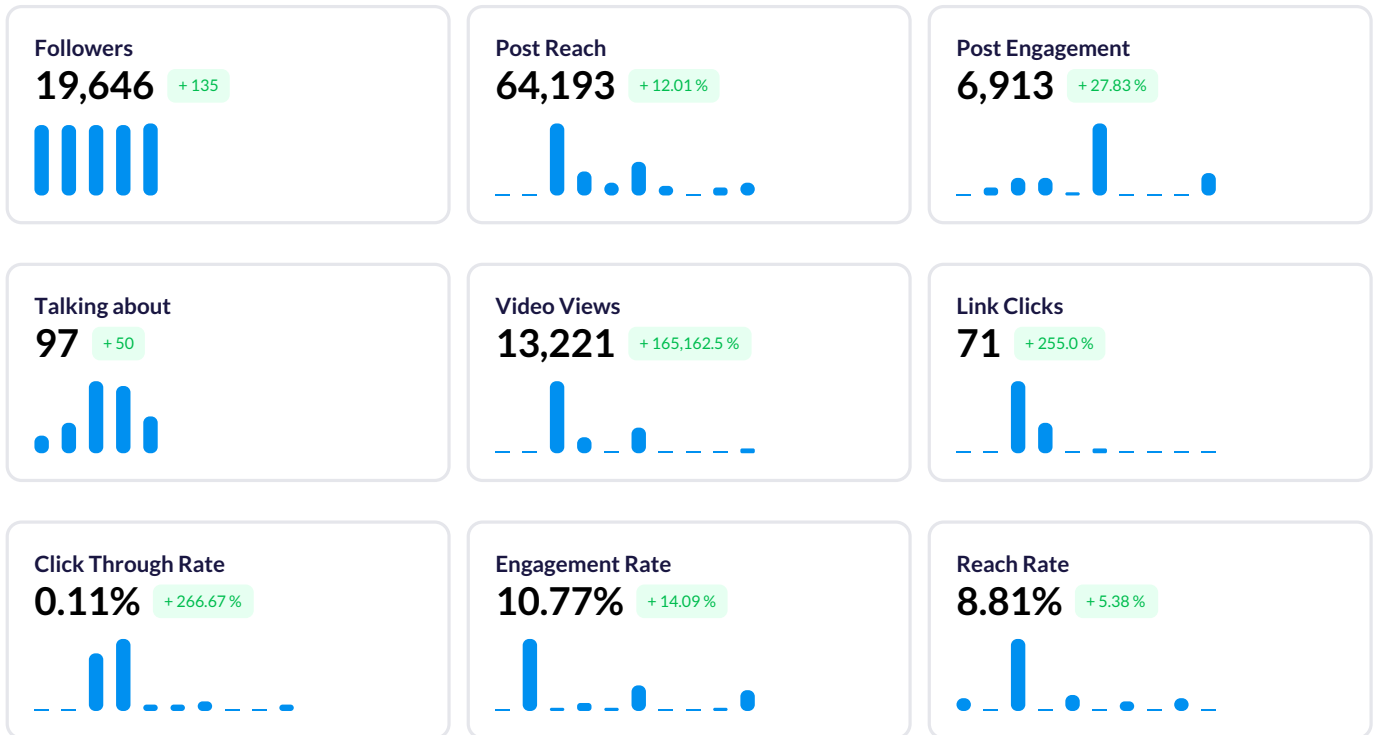 Followers
19,646 + 135
Post Reach
64,193 + 12.01 %
Post Engagement
6,913 + 27.83 %
Talking about
97 + 50
Video Views
13,221 + 165,162.5 %
Link Clicks
71 + 255.0 %
Click Through Rate
0.11% + 266.67 %
Engagement Rate
10.77% + 14.09 %
Reach Rate
8.81% + 5.38 %